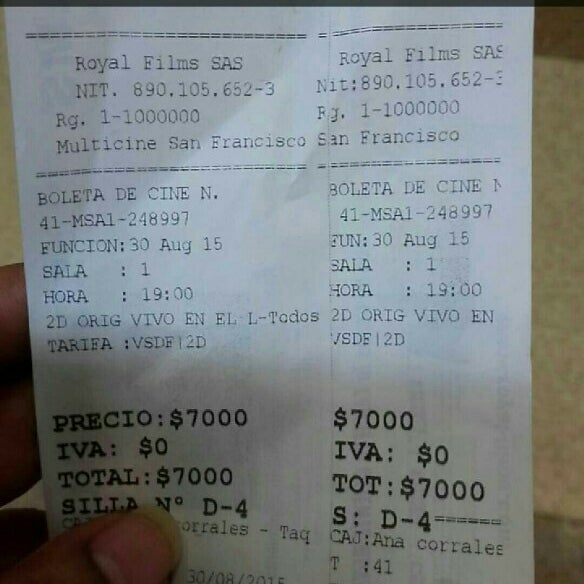 Royal Films SAS
NIT. 890.105.652-3
Rg. 1-1000000
Multicine San Francisco
BOLETA DE CINE N.
41-MSA1-248997
FUNCION: 30 Aug 15
SALA : 1
HORA : 19:00
2D ORIG VIVO EN EL L-Todos
TARIFA :VSDF|2D
PRECIO:$7000
IVA: $0
TOTAL:$7000
SILLA N° D-4
corrales - Taq
30/08/2015
Royal Films SAS
Nit:890.105.652-3
Rg. 1-1000000
San Francisco
BOLETA DE CINE N
41-MSA1-248997
FUN: 30 Aug 15
SALA : 1
HORA : 19:00
2D ORIG VIVO EN
VSDF|2D
$7000
IVA: $0
TOT:$7000
S: D-4
CAJ:Ana corrales
T :41